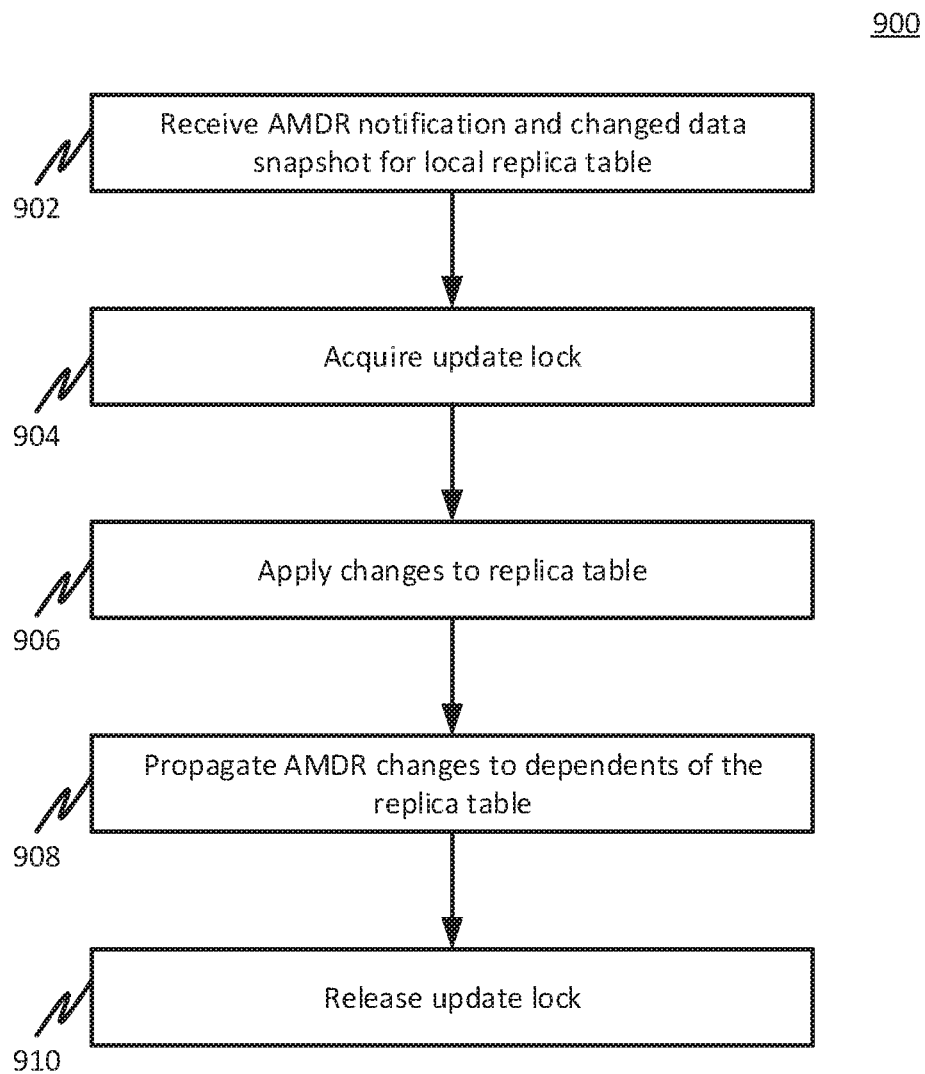 900
Receive AMDR notification and changed data
snapshot for local replica table
902
Acquire update lock
904
Apply changes to replica table
906
Propagate AMDR changes to dependents of the
replica table
908
Release update lock
910